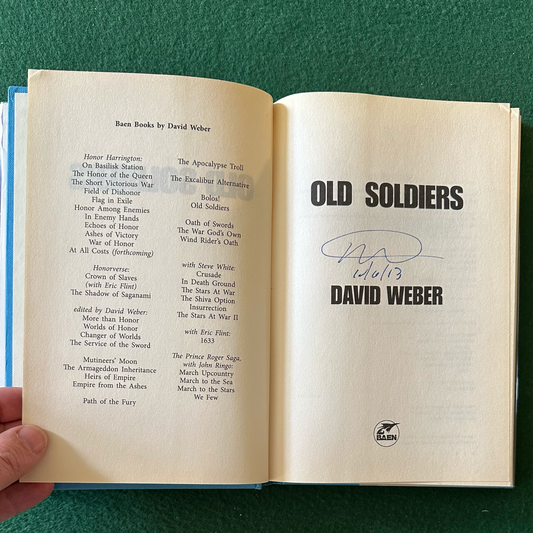 Baen Books by David Weber
Honor Harrington:
On Basilisk Station
The Honor of the Queen
The Short Victorious War
Field of Dishonor
Flag in Exile
Honor Among Enemies
In Enemy Hands
Echoes of Honor
Ashes of Victory
War of Honor
At All Costs (forthcoming)
Honorverse:
Crown of Slaves
(with Eric Flint)
The Shadow of Saganami
edited by David Weber:
More than Honor
Worlds of Honor
Changer of Worlds
The Service of the Sword
Mutineers' Moon
The Armageddon Inheritance
Heirs of Empire
Empire from the Ashes
Path of the Fury
The Apocalypse Troll
The Excalibur Alternative
Bolos!
Old Soldiers
Oath of Swords
The War God's Own
Wind Rider's Oath
with Steve White:
Crusade
In Death Ground
The Stars At War
The Shiva Option
Insurrection
The Stars At War II
with Eric Flint:
1633
The Prince Roger Saga,
with John Ringo:
March Upcountry
March to the Sea
March to the Stars
We Few
OLD SOLDIERS
DAVID WEBER
BAEN